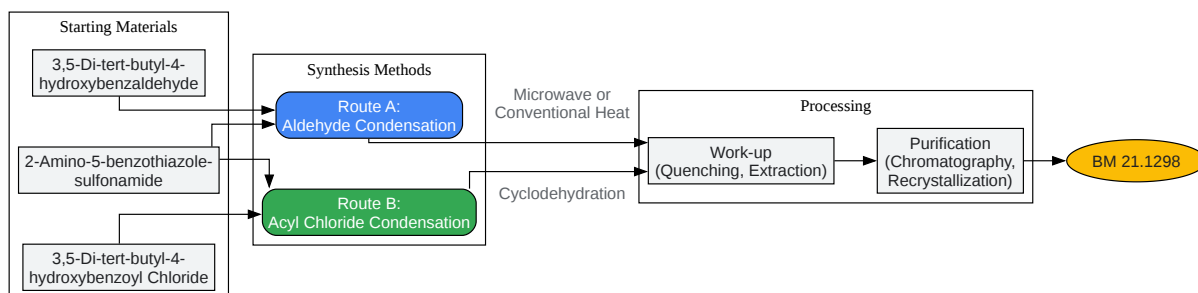 Starting Materials
3,5-Di-tert-butyl-4-
hydroxybenzaldehyde
2-Amino-5-benzothiazole-
sulfonamide
3,5-Di-tert-butyl-4-
hydroxybenzoyl Chloride
Synthesis Methods
Route A:
Aldehyde Condensation
Route B:
Acyl Chloride Condensation
Microwave or
Conventional Heat
Cyclodehydration
Processing
Work-up
(Quenching, Extraction)
Purification
(Chromatography,
Recrystallization)
BM 21.1298